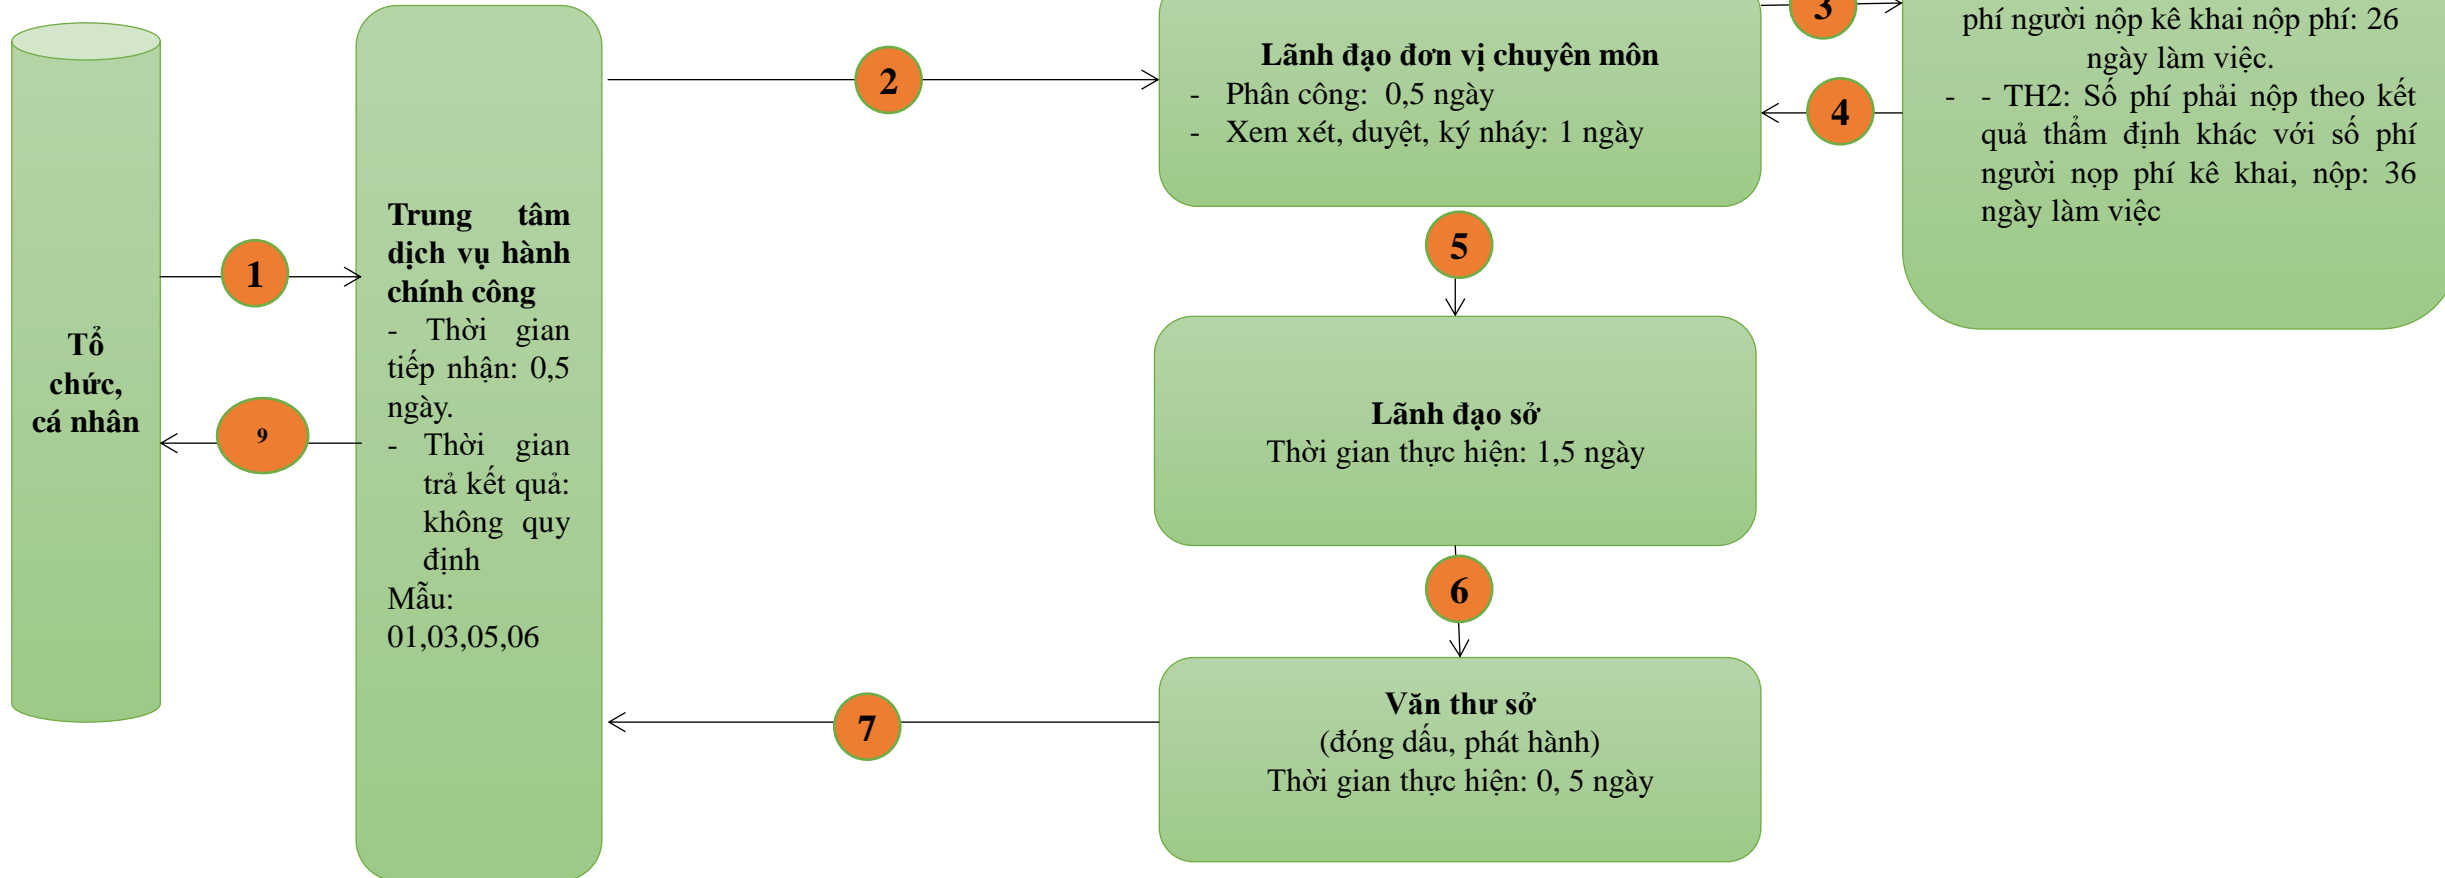 Tổ
chức,
cá nhân
1
9
Trung tâm
dịch vụ hành
chính công
- Thời gian
tiếp nhận: 0,5
ngày.
- Thời gian
trả kết quả:
không quy
định
Mẫu:
01,03,05,06
2
7
Lãnh đạo đơn vị chuyên môn
- Phân công: 0,5 ngày
- Xem xét, duyệt, ký nháy: 1 ngày
3
4
phí người nộp kê khai nộp phí: 26
ngày làm việc.
- - TH2: Số phí phải nộp theo kết
quả thẩm định khác với số phí
người nọp phí kê khai, nộp: 36
ngày làm việc
5
Lãnh đạo sở
Thời gian thực hiện: 1,5 ngày
6
Văn thư sở
(đóng dấu, phát hành)
Thời gian thực hiện: 0, 5 ngày